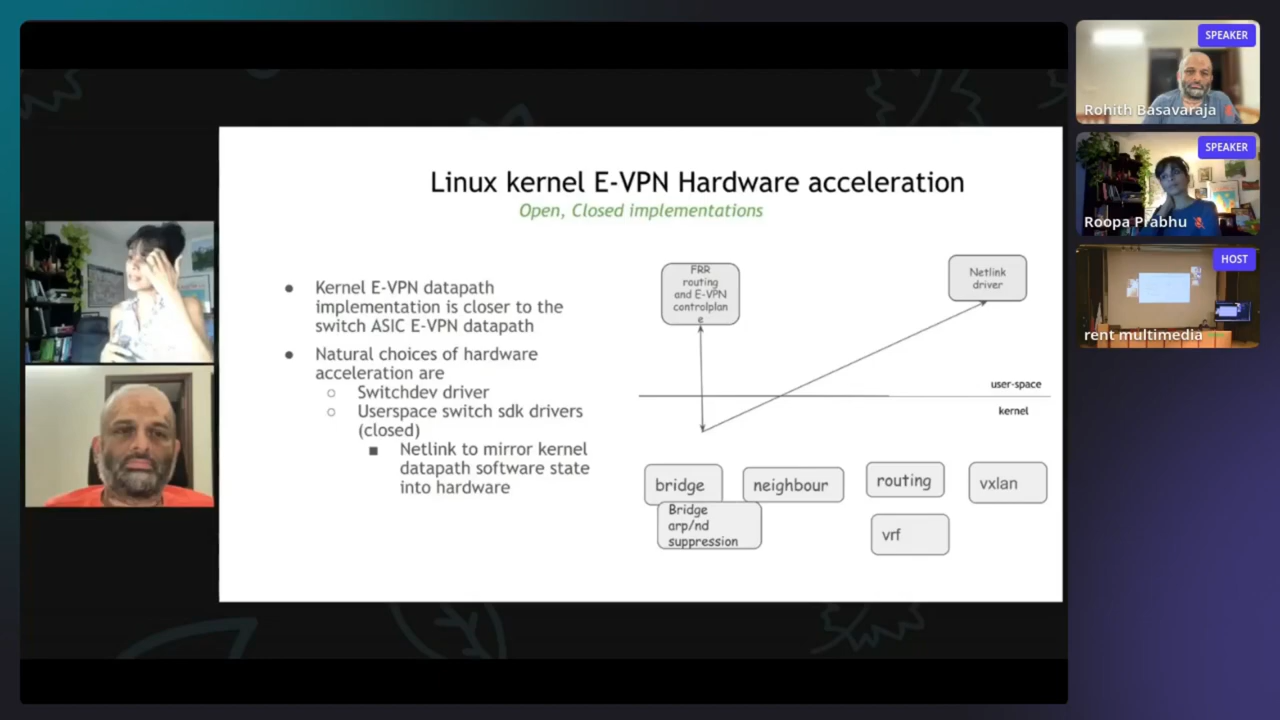 Linux kernel E-VPN Hardware acceleration
Open, Closed implementations
● Kernel E-VPN datapath
implementation is closer to the
switch ASIC E-VPN datapath
● Natural choices of hardware
acceleration are
○ Switchdev driver
○ Userspace switch sdk drivers
(closed)
■ Netlink to mirror kernel
datapath software state
into hardware
FRR
routing
and E-VPN
controlplan
e
Netlink
driver
user-space
kernel
bridge
neighbour
routing
vxlan
Bridge
arp/nd
suppression
vrf
SPEAKER
Rohith Basavaraja
SPEAKER
Roopa Prabhu
HOST
rent multimedia